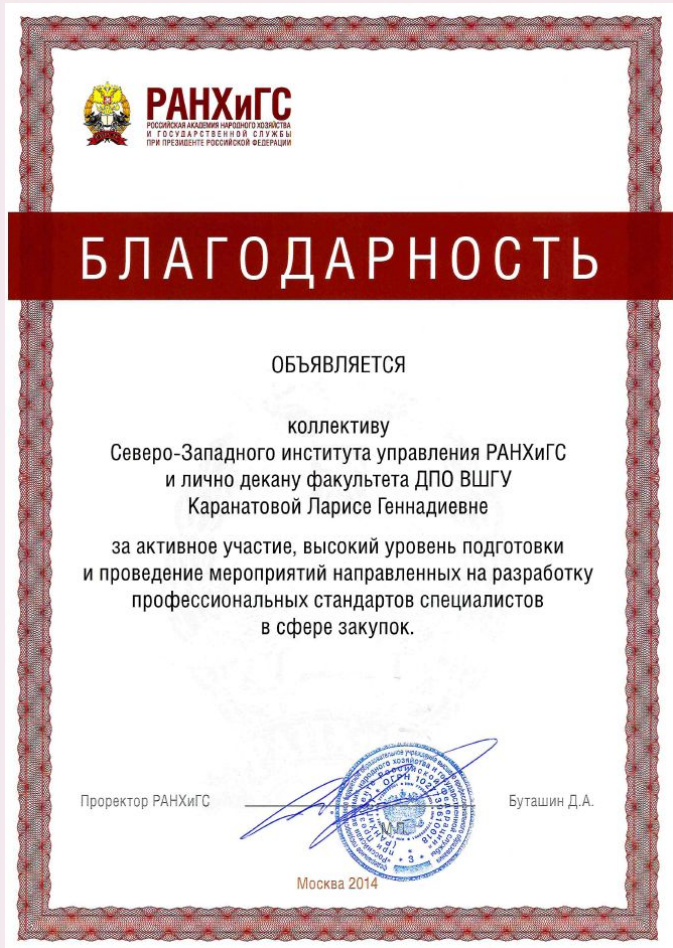 РАНХиГС
РОССИЙСКАЯ АКАДЕМИЯ НАРОДНОГО ХОЗЯЙСТВА
И ГОСУДАРСТВЕННОЙ СЛУЖБЫ
ПРИ ПРЕЗИДЕНТЕ РОССИЙСКОЙ ФЕДЕРАЦИИ
БЛАГОДАРНОСТЬ
ОБЪЯВЛЯЕТСЯ
коллективу
Северо-Западного института управления РАНХиГС
и лично декану факультета ДПО ВШГУ
Каранатовой Ларисе Геннадиевне
за активное участие, высокий уровень подготовки
и проведение мероприятий направленных на разработку
профессиональных стандартов специалистов
в сфере закупок.
Проректор РАНХиГС
Буташин Д.А.
М.П.
Москва 2014